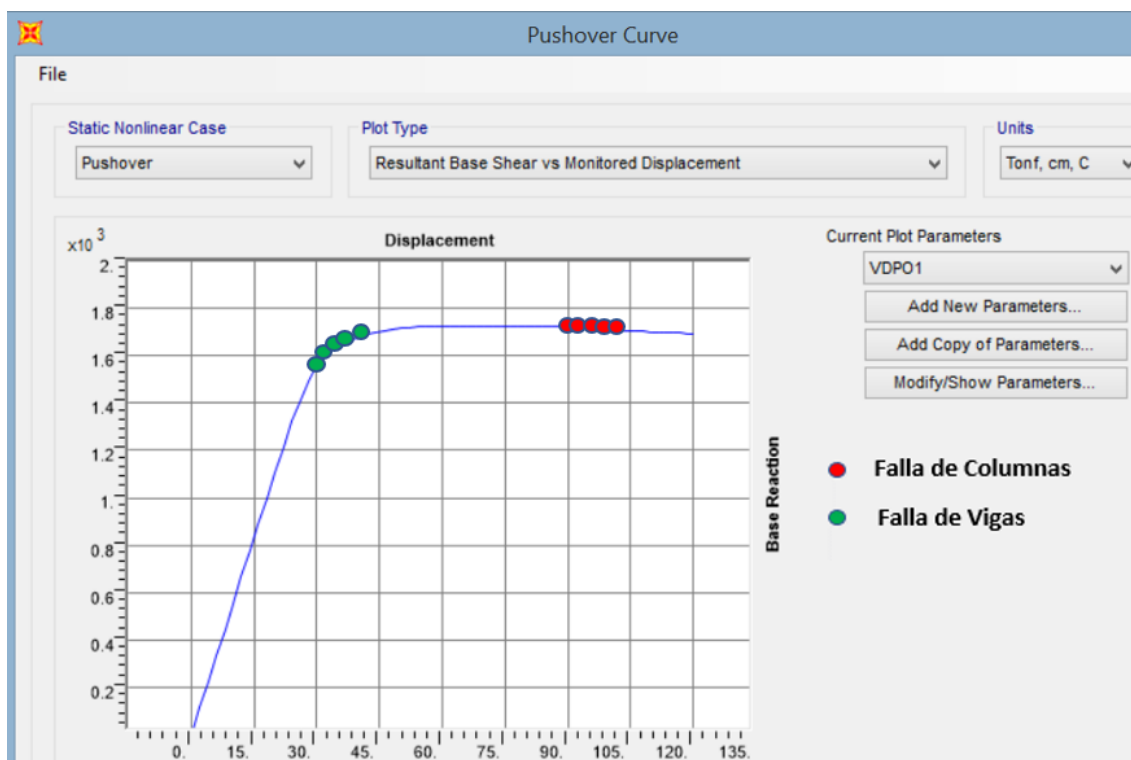 Pushover Curve
File
Static Nonlinear Case
Plot Type
Units
Pushover
Resultant Base Shear vs Monitored Displacement
Tonf, cm, C
x10 3
Displacement
Current Plot Parameters
VDPO1
Add New Parameters...
Add Copy of Parameters...
Modify/Show Parameters...
2.
1.8
1.6
1.4
1.2
1.
0.8
0.6
0.4
0.2
Base Reaction
Falla de Columnas
Falla de Vigas
0. 15. 30. 45. 60. 75. 90. 105. 120. 135.